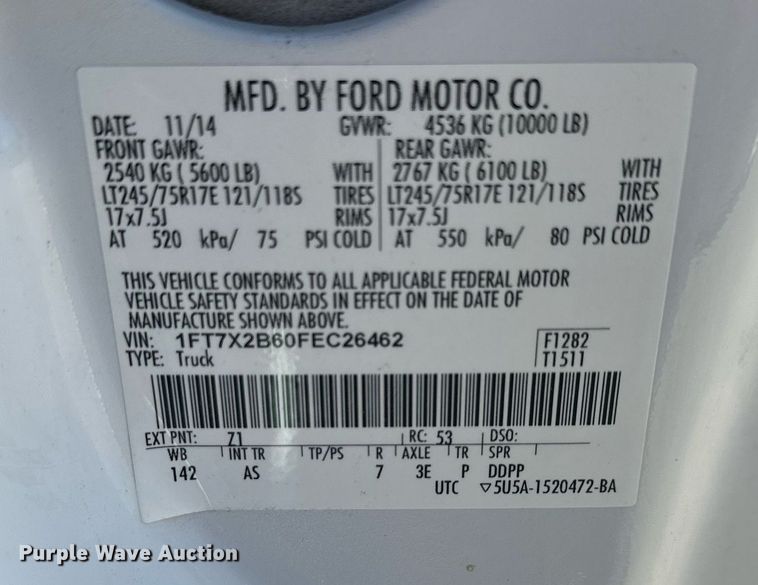 MFD. BY FORD MOTOR CO.
DATE: 11/14 GVWR: 4536 KG (10000 LB)
FRONT GAWR: REAR GAWR:
2540 KG ( 5600 LB) WITH 2767 KG ( 6100 LB) WITH
LT245/75R17E 121/118S TIRES LT245/75R17E 121/118S TIRES
17x7.5J RIMS 17x7.5J RIMS
AT 520 kPa/ 75 PSI COLD AT 550 kPa/ 80 PSI COLD
THIS VEHICLE CONFORMS TO ALL APPLICABLE FEDERAL MOTOR
VEHICLE SAFETY STANDARDS IN EFFECT ON THE DATE OF
MANUFACTURE SHOWN ABOVE.
VIN: 1FT7X2B60FEC26462 F1282
TYPE: Truck T1511
EXT PNT: Z1 RC: 53 DSO:
WB INT TR TP/PS R AXLE TR SPR
142 AS 7 3E P DDPP
UTC ▽5U5A-1520472-BA
Purple Wave Auction